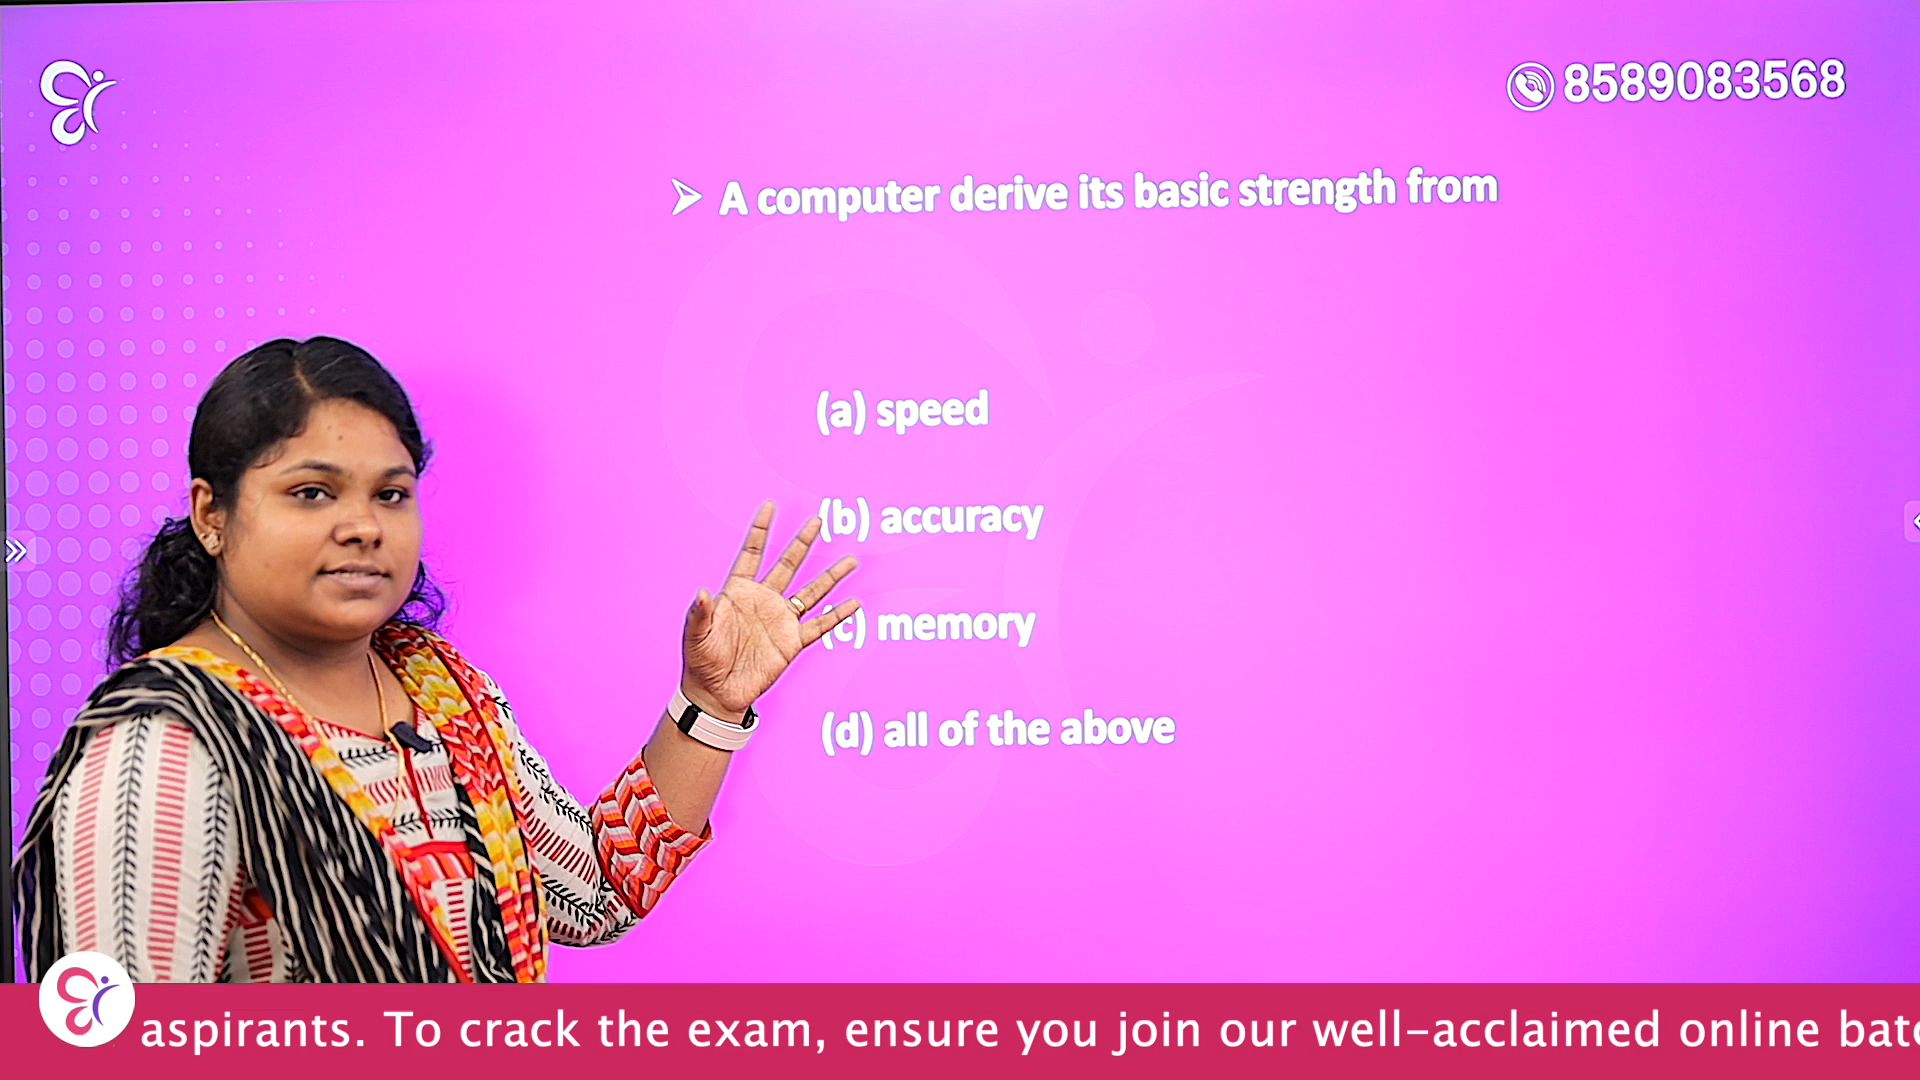 8589083568
➢ A computer derive its basic strength from
(a) speed
(b) accuracy
(c) memory
(d) all of the above
aspirants. To crack the exam, ensure you join our well-acclaimed online